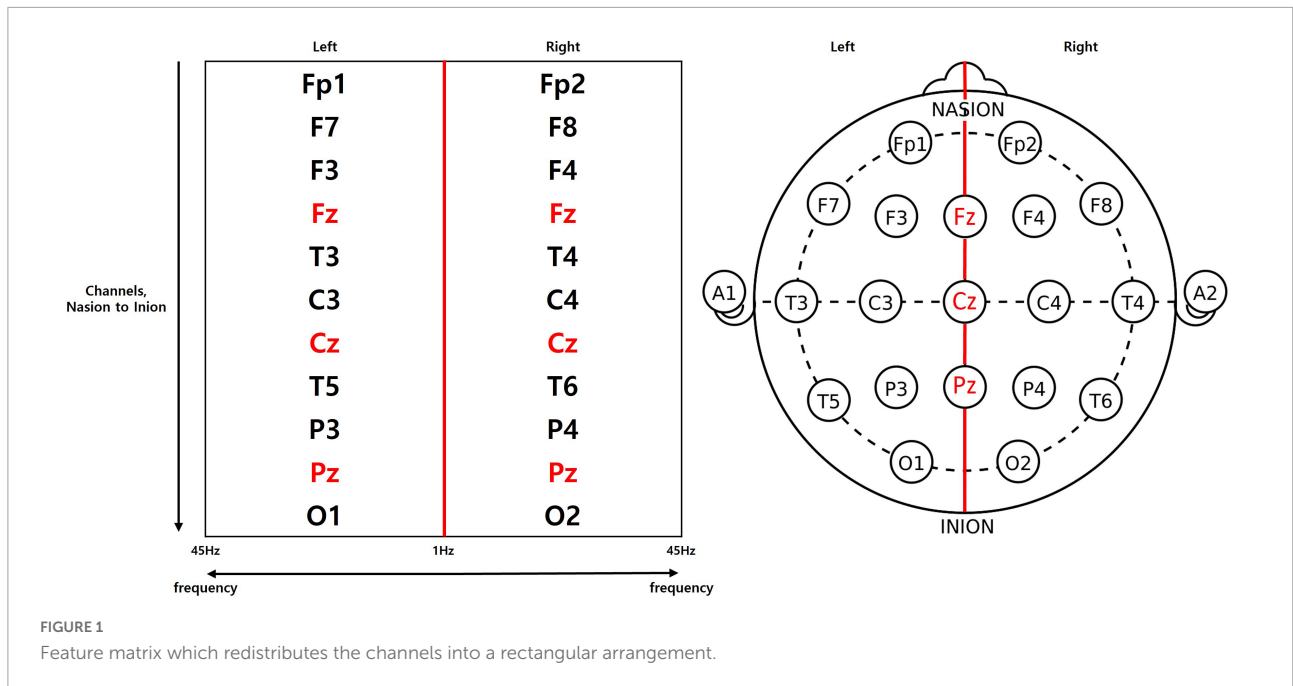 Left Right
Fp1 Fp2
F7 F8
F3 F4
Fz Fz
T3 T4
C3 C4
Cz Cz
T5 T6
P3 P4
Pz Pz
O1 O2
Channels,
Nasion to Inion
45Hz 1Hz 45Hz
frequency frequency
Left Right
NASION
Fp1 Fp2
F7 F3 Fz F4 F8
A1 T3 C3 Cz C4 T4 A2
T5 P3 Pz P4 T6
O1 O2
INION
FIGURE 1
Feature matrix which redistributes the channels into a rectangular arrangement.